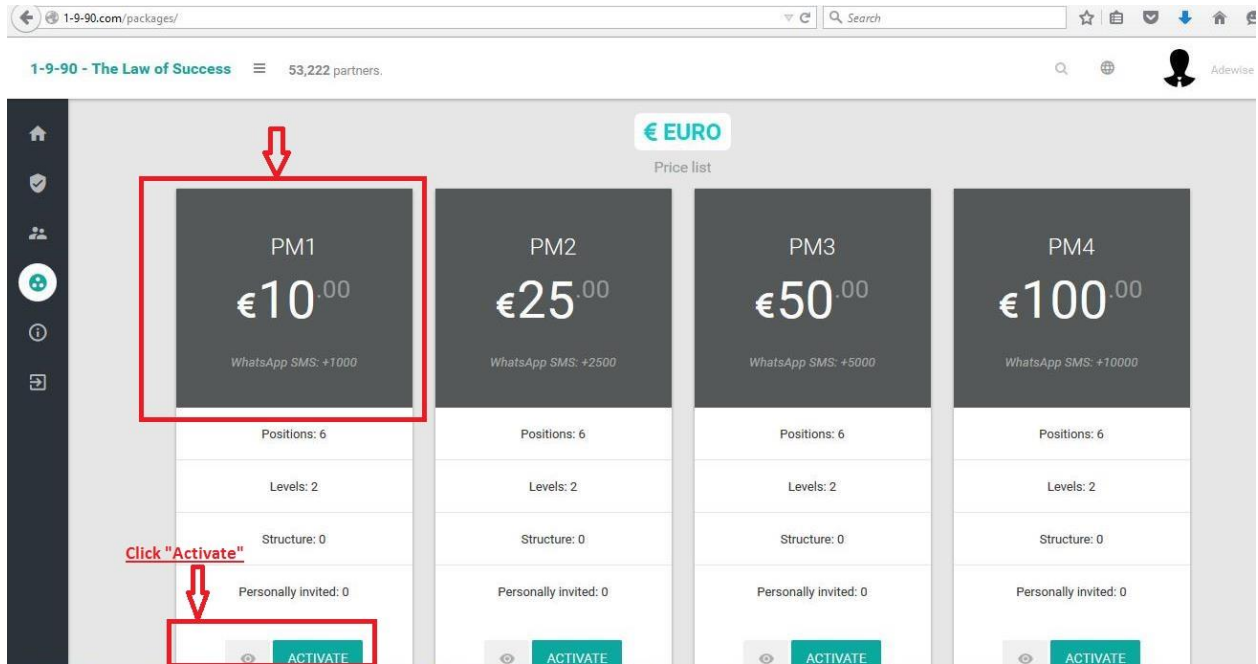 1-9-90.com/packages/
Search
1-9-90 - The Law of Success
53,222 partners.
Adewise
€ EURO
Price list
PM1
€10.00
WhatsApp SMS: +1000
Positions: 6
Levels: 2
Structure: 0
Personally invited: 0
ACTIVATE
PM2
€25.00
WhatsApp SMS: +2500
Positions: 6
Levels: 2
Structure: 0
Personally invited: 0
ACTIVATE
PM3
€50.00
WhatsApp SMS: +5000
Positions: 6
Levels: 2
Structure: 0
Personally invited: 0
ACTIVATE
PM4
€100.00
WhatsApp SMS: +10000
Positions: 6
Levels: 2
Structure: 0
Personally invited: 0
ACTIVATE
Click "Activate"